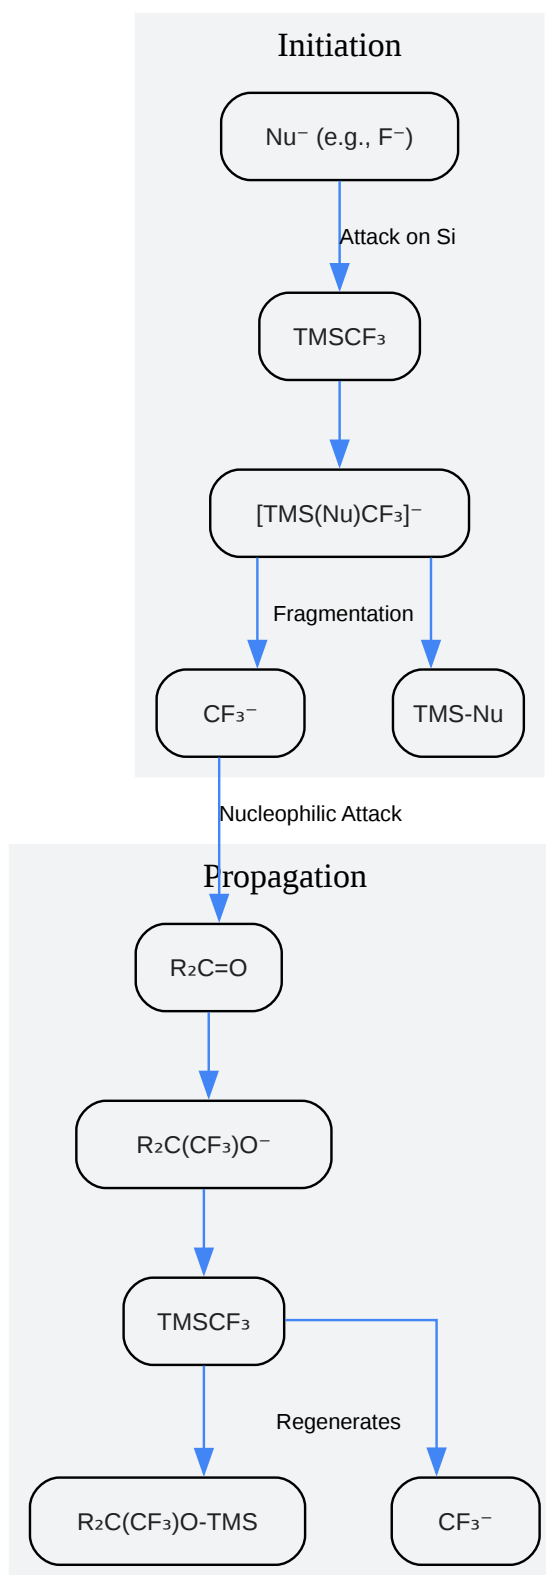 Initiation
Nu⁻ (e.g., F⁻)
Attack on Si
TMSCF₃
[TMS(Nu)CF₃]⁻
Fragmentation
CF₃⁻
TMS-Nu
Nucleophilic Attack
Propagation
R₂C=O
R₂C(CF₃)O⁻
TMSCF₃
Regenerates
R₂C(CF₃)O-TMS
CF₃⁻